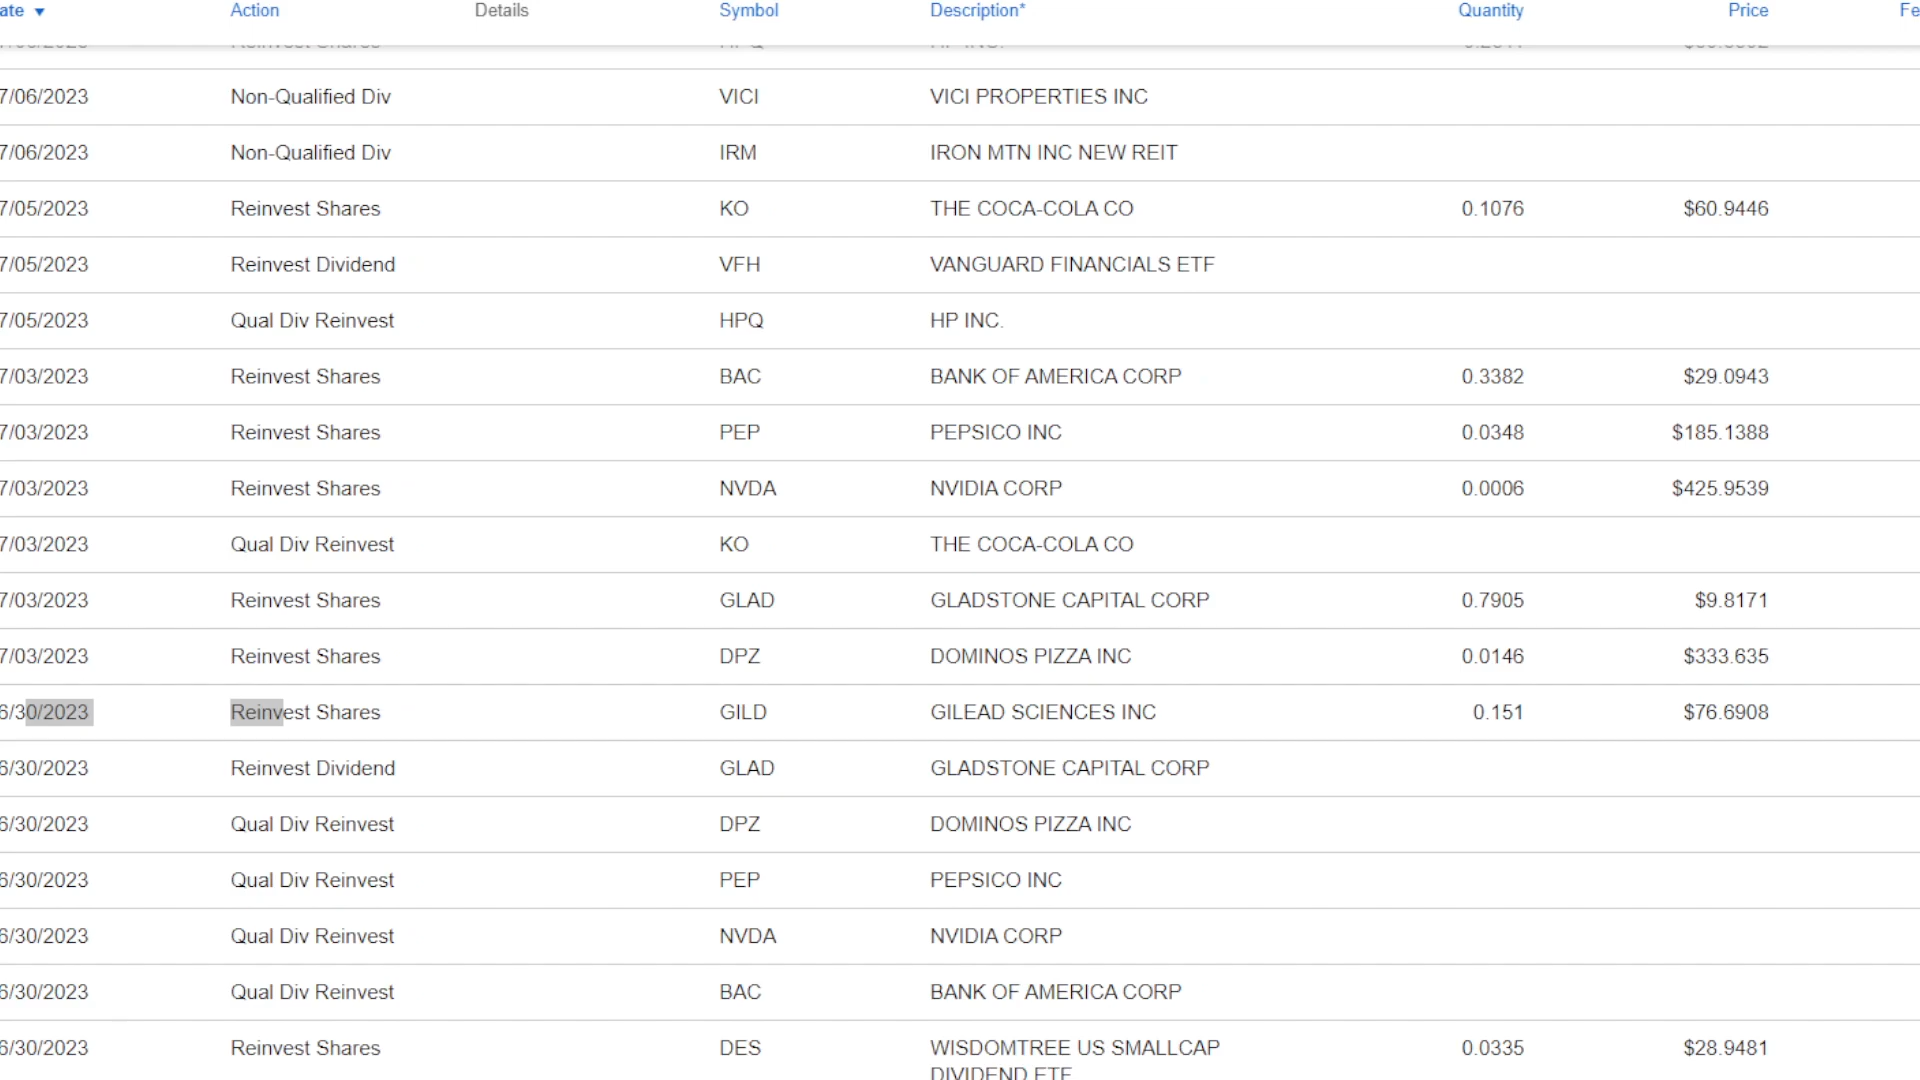 ate ▼ Action Details Symbol Description* Quantity Price Fe
7/06/2023 Non-Qualified Div VICI VICI PROPERTIES INC
7/06/2023 Non-Qualified Div IRM IRON MTN INC NEW REIT
7/05/2023 Reinvest Shares KO THE COCA-COLA CO 0.1076 $60.9446
7/05/2023 Reinvest Dividend VFH VANGUARD FINANCIALS ETF
7/05/2023 Qual Div Reinvest HPQ HP INC.
7/03/2023 Reinvest Shares BAC BANK OF AMERICA CORP 0.3382 $29.0943
7/03/2023 Reinvest Shares PEP PEPSICO INC 0.0348 $185.1388
7/03/2023 Reinvest Shares NVDA NVIDIA CORP 0.0006 $425.9539
7/03/2023 Qual Div Reinvest KO THE COCA-COLA CO
7/03/2023 Reinvest Shares GLAD GLADSTONE CAPITAL CORP 0.7905 $9.8171
7/03/2023 Reinvest Shares DPZ DOMINOS PIZZA INC 0.0146 $333.635
6/30/2023 Reinvest Shares GILD GILEAD SCIENCES INC 0.151 $76.6908
6/30/2023 Reinvest Dividend GLAD GLADSTONE CAPITAL CORP
6/30/2023 Qual Div Reinvest DPZ DOMINOS PIZZA INC
6/30/2023 Qual Div Reinvest PEP PEPSICO INC
6/30/2023 Qual Div Reinvest NVDA NVIDIA CORP
6/30/2023 Qual Div Reinvest BAC BANK OF AMERICA CORP
6/30/2023 Reinvest Shares DES WISDOMTREE US SMALLCAP 0.0335 $28.9481
DIVIDEND ETF